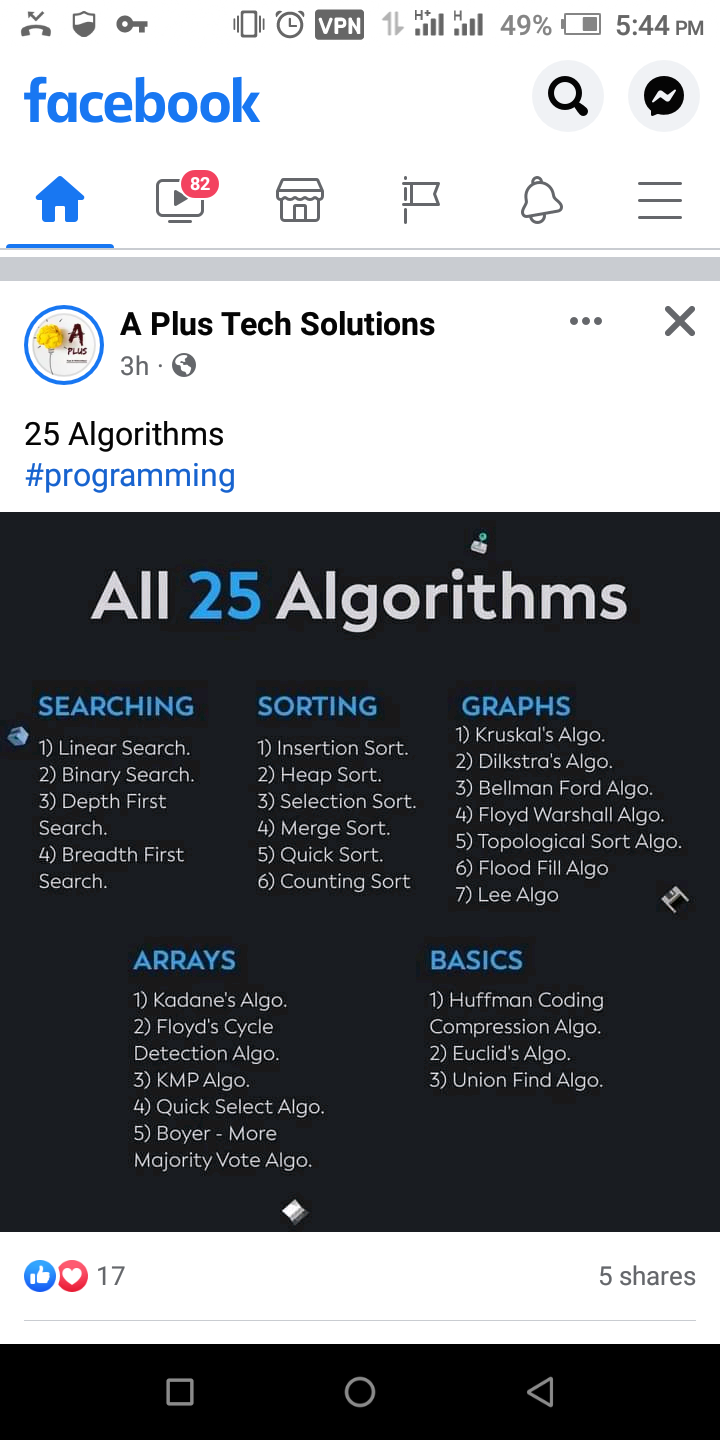 VPN
H+
H
49%
5:44 PM
facebook
82
A PLUS
A Plus Tech Solutions
3h ·
25 Algorithms
#programming
All 25 Algorithms
SEARCHING
1) Linear Search.
2) Binary Search.
3) Depth First
Search.
4) Breadth First
Search.
SORTING
1) Insertion Sort.
2) Heap Sort.
3) Selection Sort.
4) Merge Sort.
5) Quick Sort.
6) Counting Sort
GRAPHS
1) Kruskal's Algo.
2) Dilkstra's Algo.
3) Bellman Ford Algo.
4) Floyd Warshall Algo.
5) Topological Sort Algo.
6) Flood Fill Algo
7) Lee Algo
ARRAYS
1) Kadane's Algo.
2) Floyd's Cycle
Detection Algo.
3) KMP Algo.
4) Quick Select Algo.
5) Boyer - More
Majority Vote Algo.
BASICS
1) Huffman Coding
Compression Algo.
2) Euclid's Algo.
3) Union Find Algo.
17
5 shares